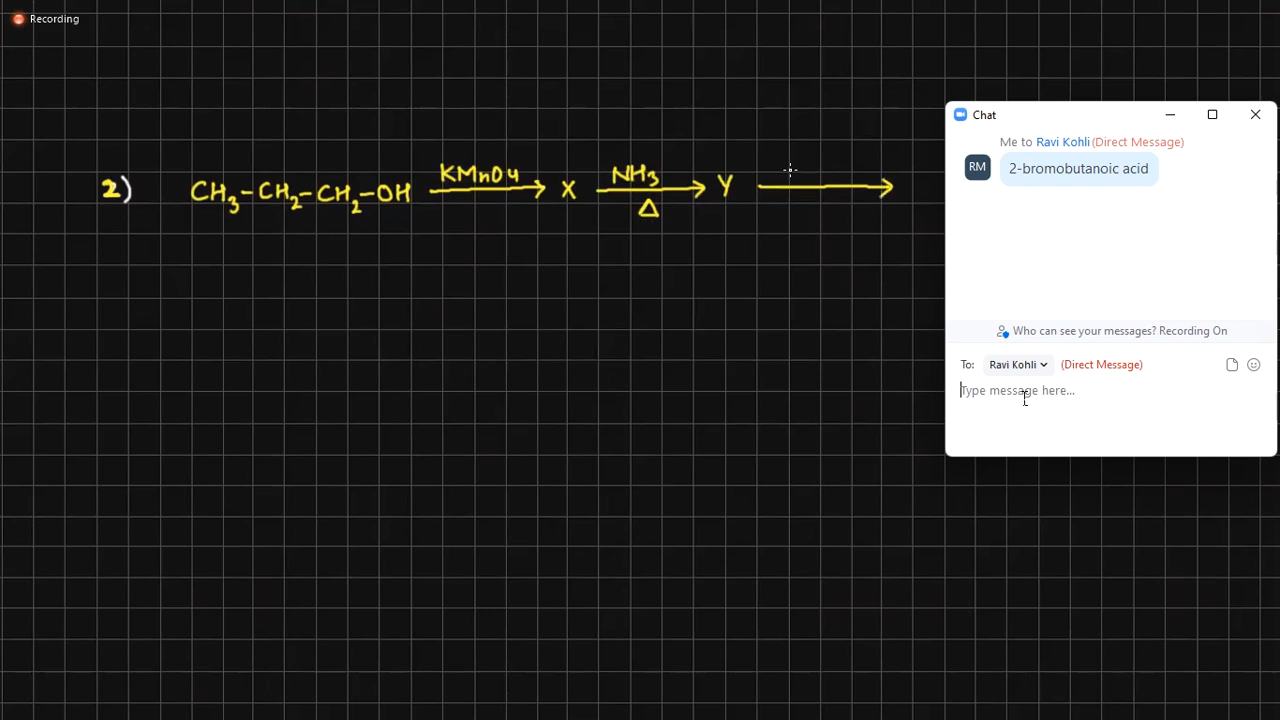 Recording
Chat
Me to Ravi Kohli(Direct Message)
RM
2-bromobutanoic acid
2) CH₃-CH₂-CH₂-OH KMnO4 X NH₃ Δ Y
Who can see your messages? Recording On
To: Ravi Kohli (Direct Message)
Type message here...